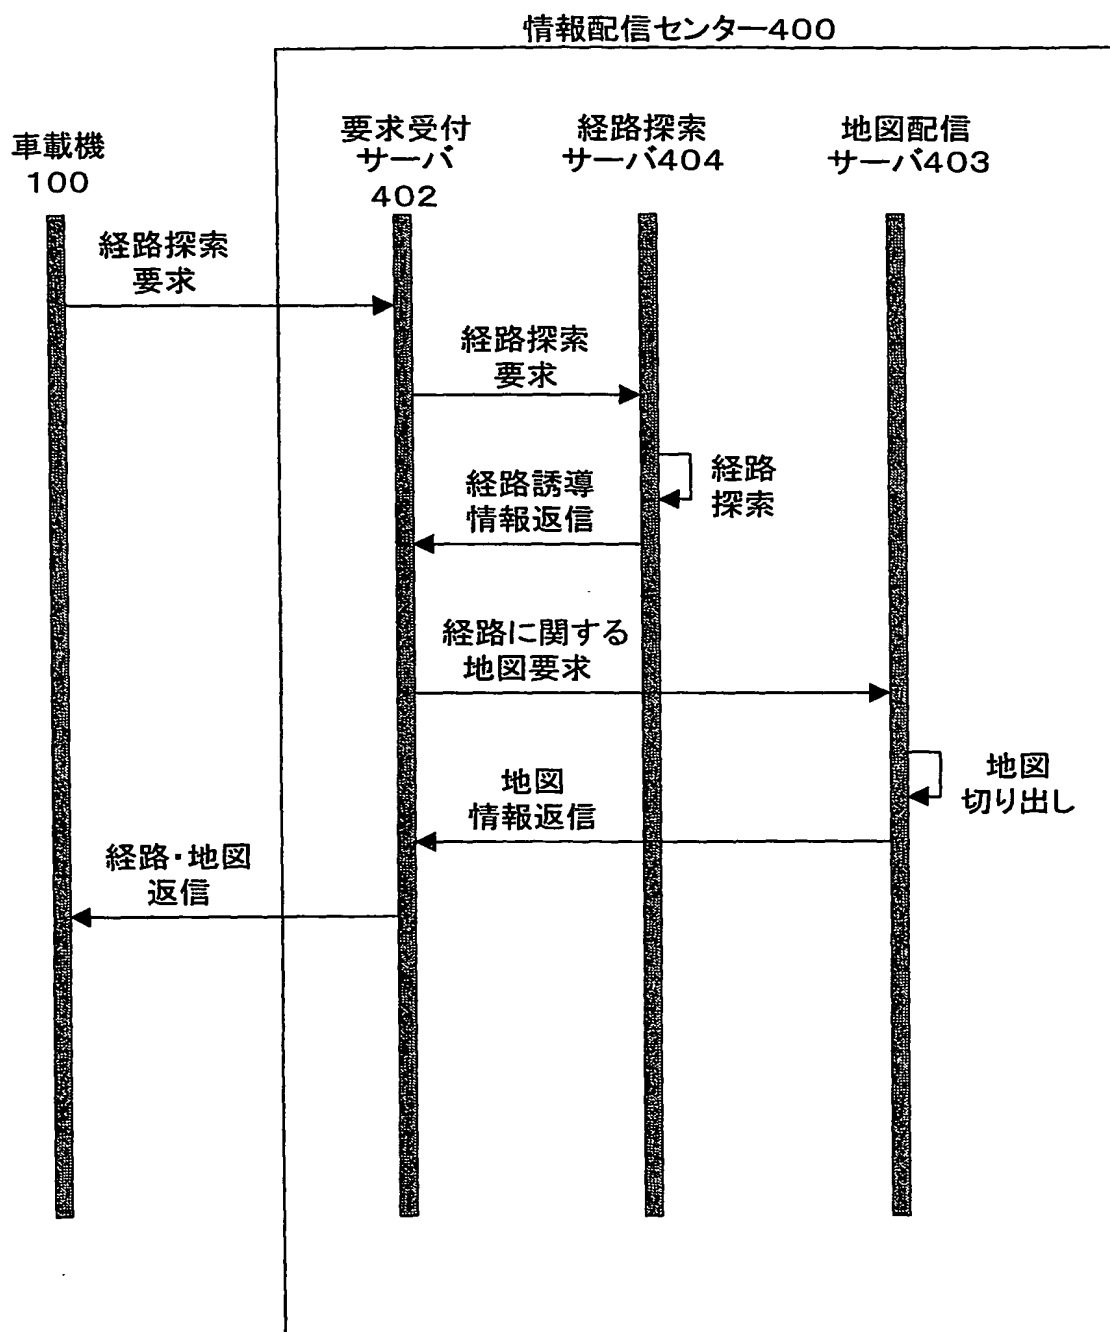 情報配信センター400
車載機
100
要求受付
サーバ
402
経路探索
サーバ404
地図配信
サーバ403
経路探索
要求
経路探索
要求
経路
探索
経路誘導
情報返信
経路に関する
地図要求
地図
切り出し
地図
情報返信
経路・地図
返信